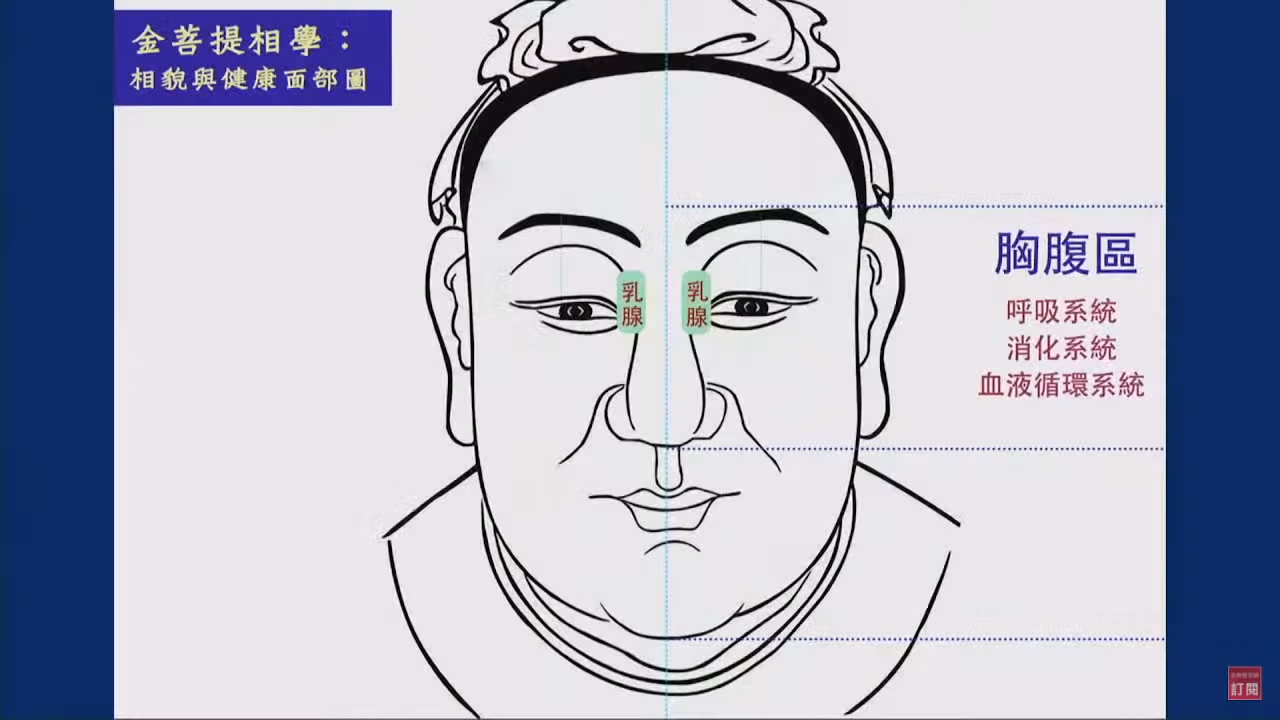 金菩提相學：
相貌與健康面部圖
胸腹區
呼吸系統
消化系統
血液循環系統
乳腺
乳腺
訂閱